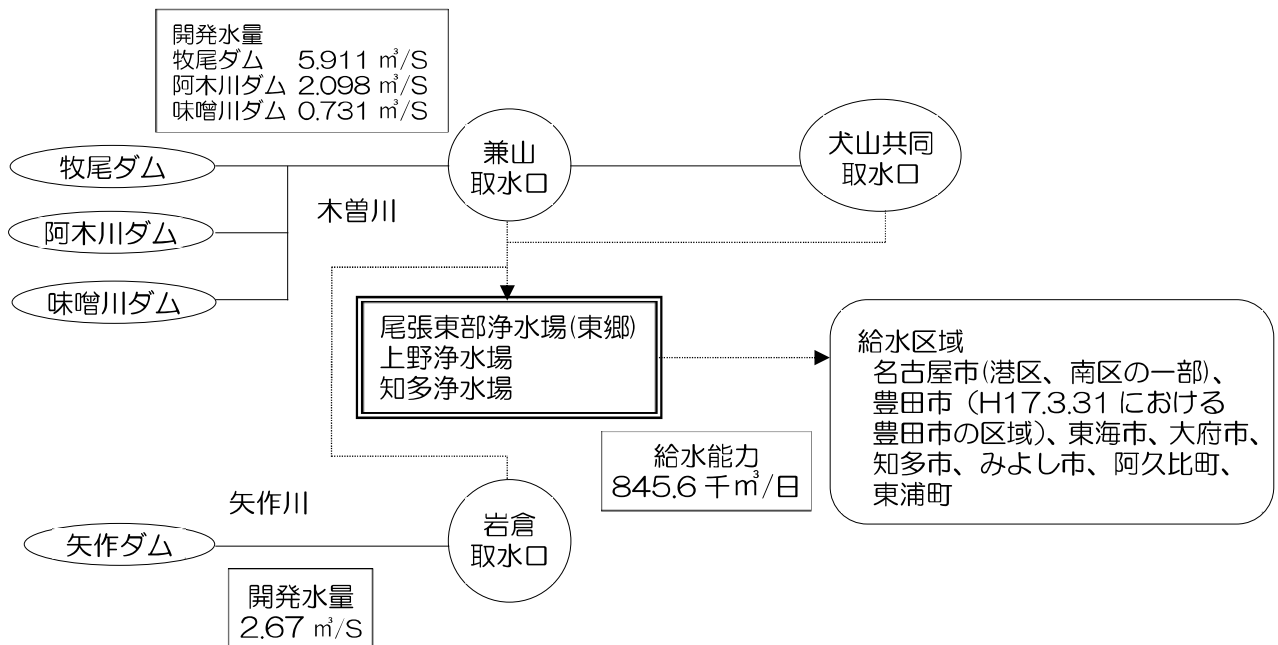 開発水量
牧尾ダム 5.911 ㎥/S
阿木川ダム 2.098 ㎥/S
味噌川ダム 0.731 ㎥/S
牧尾ダム
阿木川ダム
味噌川ダム
木曽川
兼山
取水口
犬山共同
取水口
尾張東部浄水場(東郷)
上野浄水場
知多浄水場
給水区域
名古屋市(港区、南区の一部)、
豊田市（H17.3.31 における
豊田市の区域）、東海市、大府市、
知多市、みよし市、阿久比町、
東浦町
給水能力
845.6 千㎥/日
矢作川
矢作ダム
岩倉
取水口
開発水量
2.67 ㎥/S